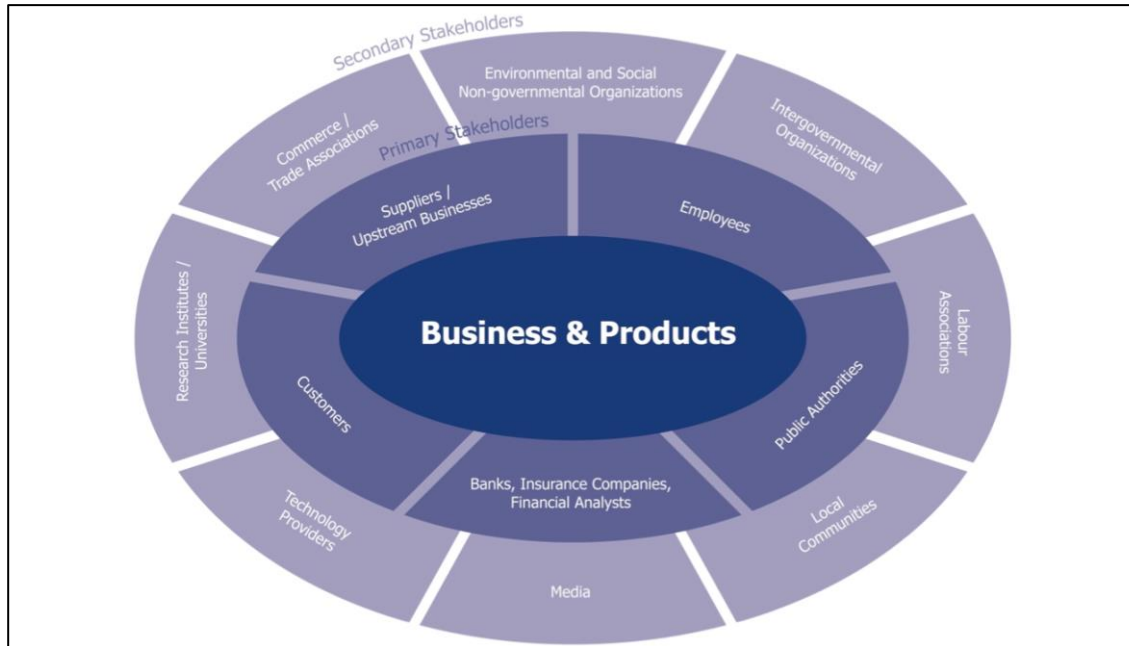 Secondary Stakeholders
Environmental and Social
Non-governmental Organizations
Commerce /
Trade Associations
Intergovernmental
Organizations
Primary Stakeholders
Suppliers /
Upstream Businesses
Employees
Research Institutes /
Universities
Business & Products
Labour
Associations
Customers
Public Authorities
Banks, Insurance Companies,
Financial Analysts
Technology
Providers
Local
Communities
Media